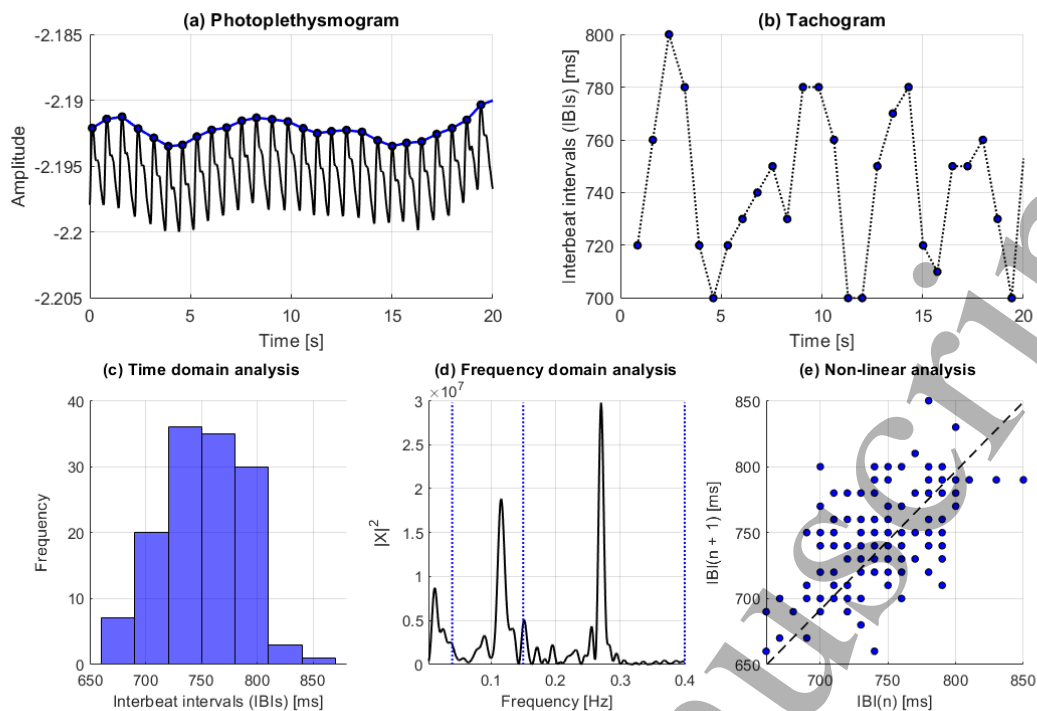 (a) Photoplethysmogram
-2.185
-2.19
-2.195
-2.2
-2.205
Amplitude
0 5 10 15 20
Time [s]
(b) Tachogram
800
780
760
740
720
700
Interbeat intervals (IBIs) [ms]
0 5 10 15 20
Time [s]
(c) Time domain analysis
40
30
20
10
0
Frequency
650 700 750 800 850
Interbeat intervals (IBIs) [ms]
(d) Frequency domain analysis
×10^7
3
2.5
2
1.5
1
0.5
0
|X|^2
0.1 0.2 0.3 0.4
Frequency [Hz]
(e) Non-linear analysis
850
800
750
700
650
IBI(n + 1) [ms]
700 750 800 850
IBI(n) [ms]